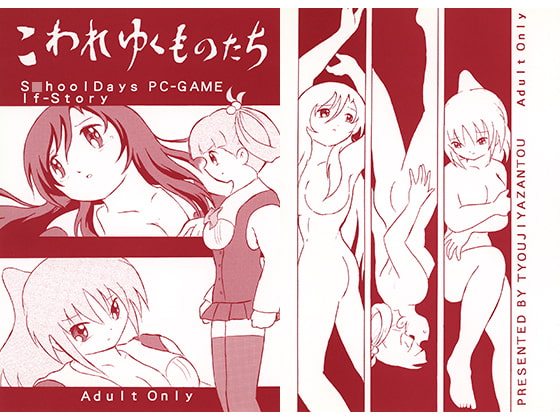 こわれゆくものたち
S hoolDays PC-GAME
If-Story
Adult Only
Adult Only
PRESENTED BY TYOUJIYAZANTOU